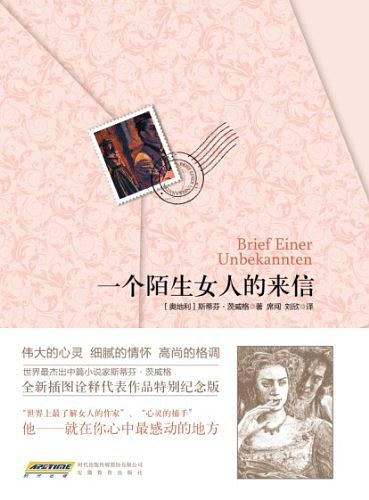 Brief Einer
Unbekannten
一个陌生女人的来信
［奥地利］斯蒂芬·茨威格◎著 席闯 刘欣◎译
伟大的心灵 细腻的情怀 高尚的格调
世界最杰出中篇小说家斯蒂芬·茨威格
全新插图诠释代表作品特别纪念版
“世界上最了解女人的作家”、“心灵的捕手”
他——就在你心中最感动的地方
ARCTIME
时代出版
时代出版传媒股份有限公司
安徽教育出版社